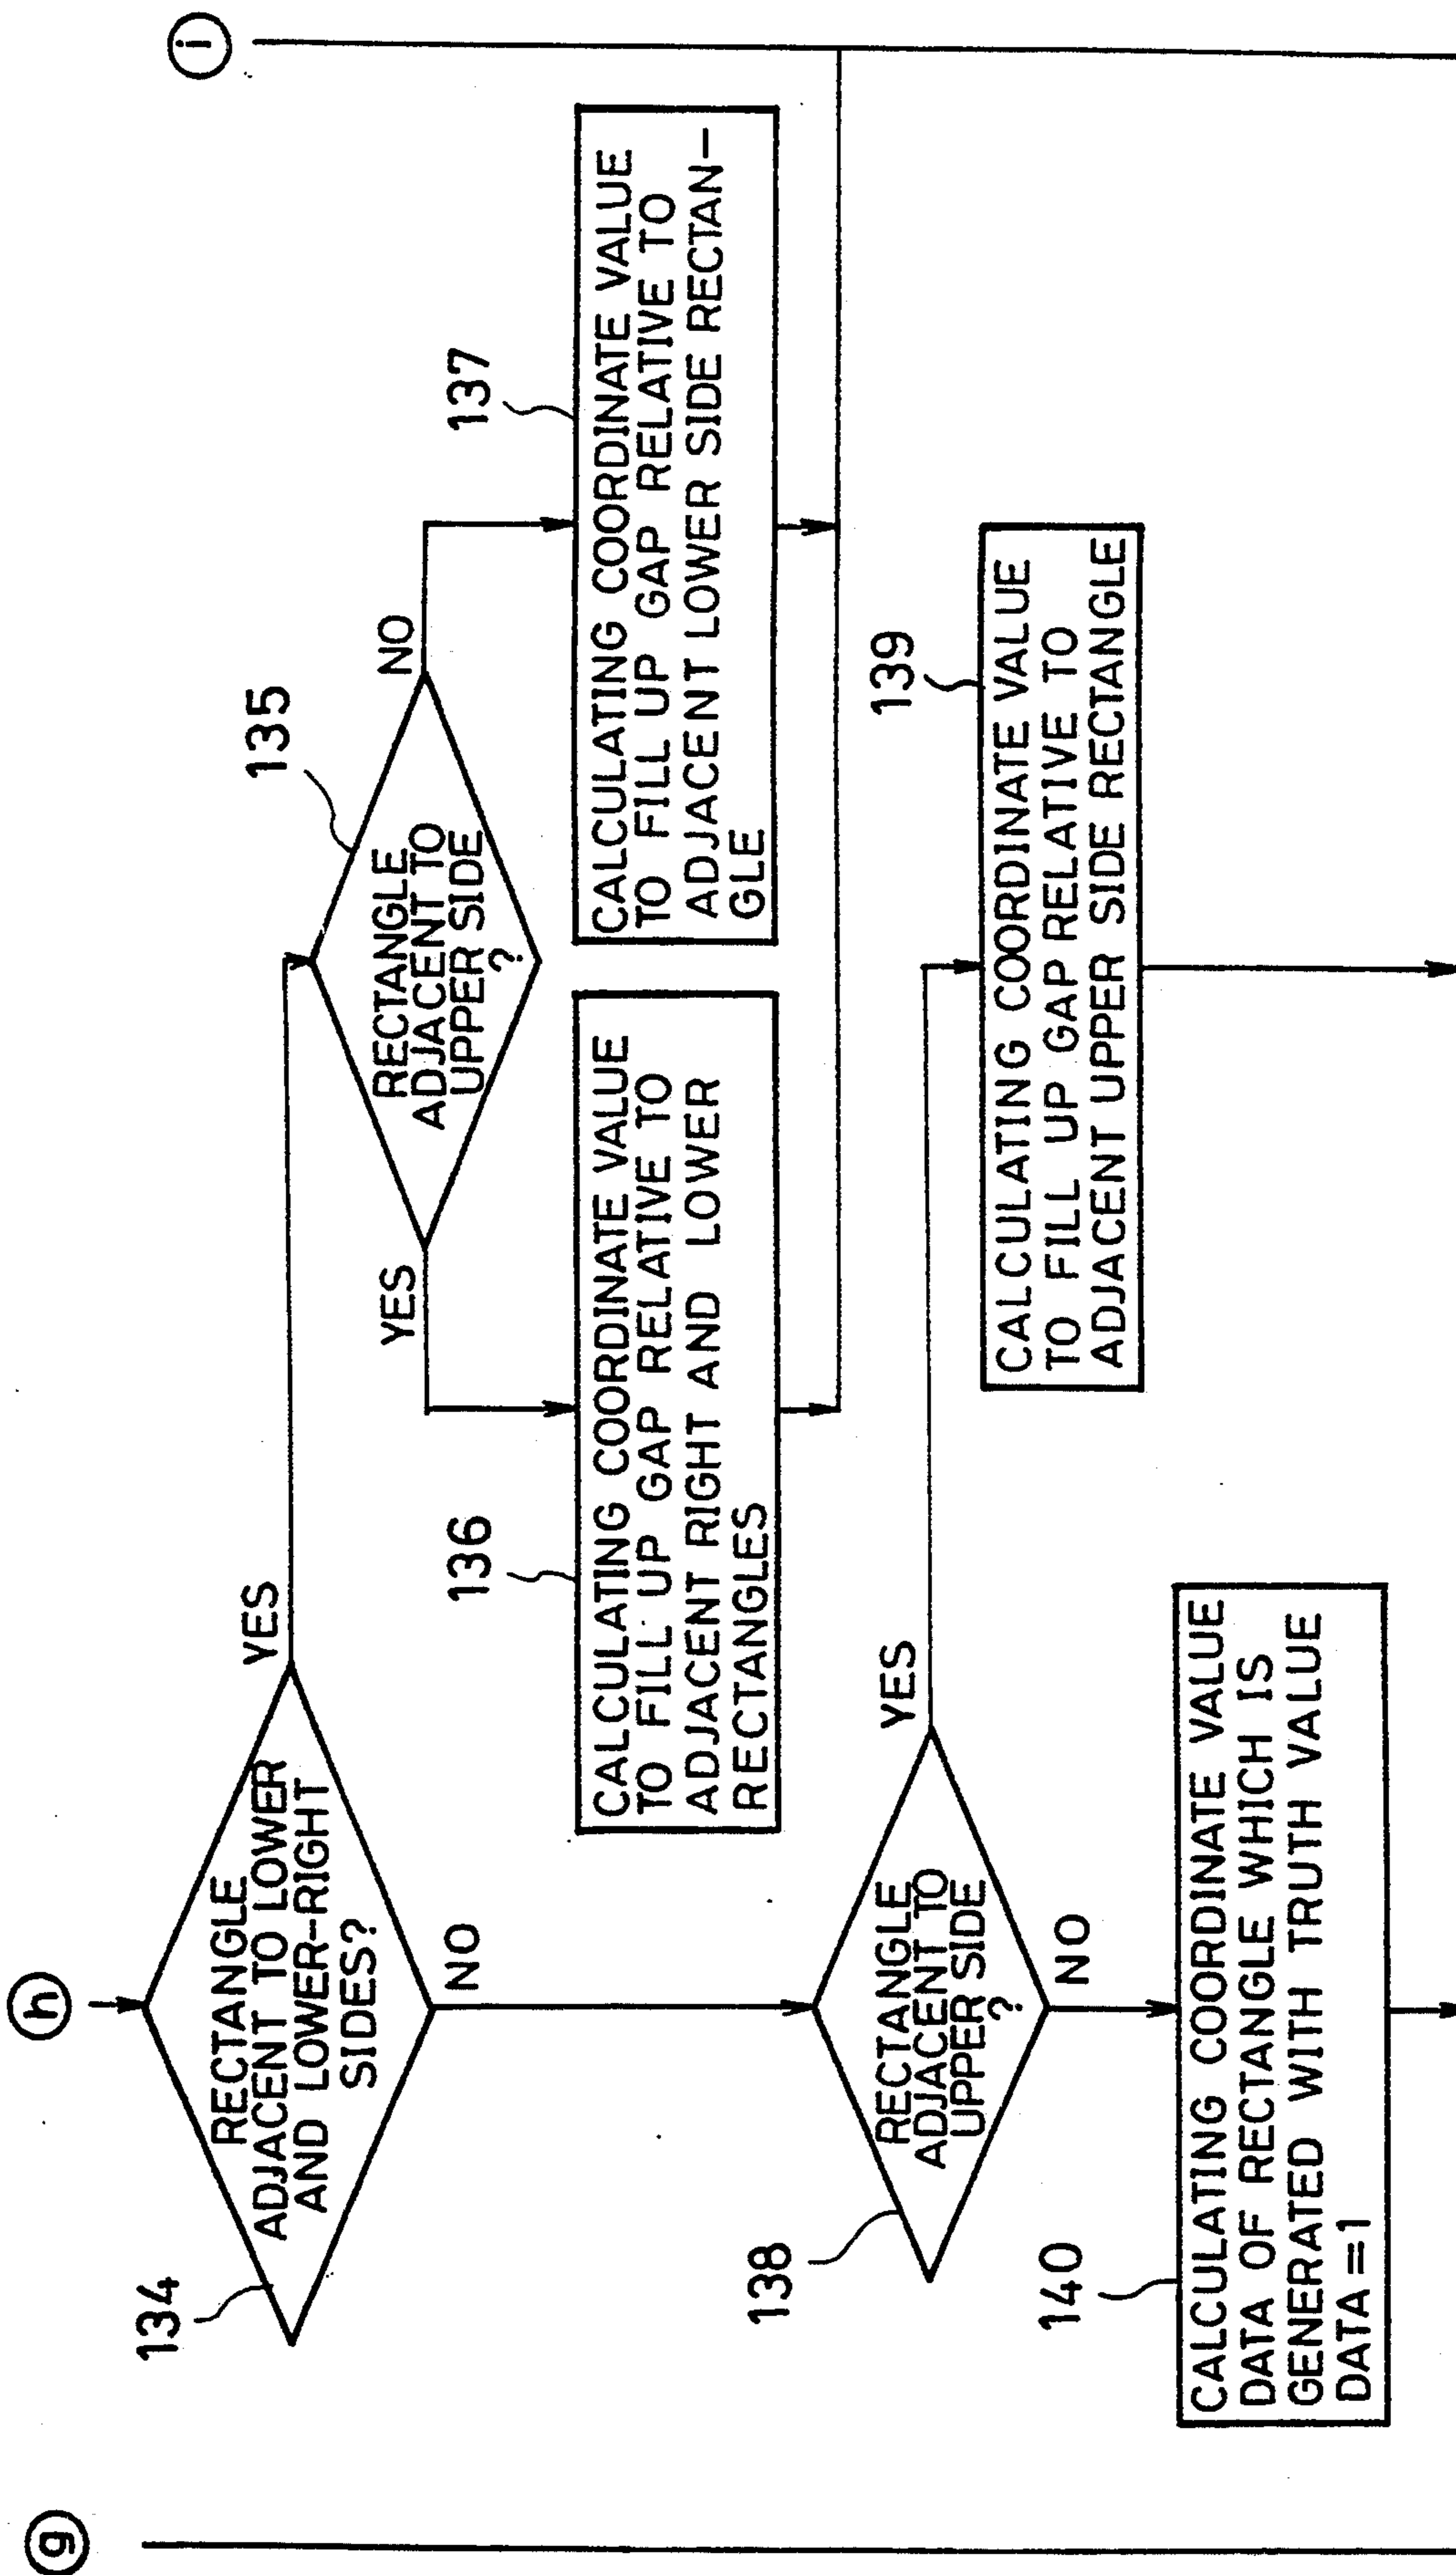 g
h
i
134
RECTANGLE
ADJACENT TO LOWER
AND LOWER-RIGHT
SIDES?
YES
NO
135
RECTANGLE
ADJACENT TO
UPPER SIDE
?
YES
NO
136
CALCULATING COORDINATE VALUE
TO FILL UP GAP RELATIVE TO
ADJACENT RIGHT AND LOWER
RECTANGLES
137
CALCULATING COORDINATE VALUE
TO FILL UP GAP RELATIVE TO
ADJACENT LOWER SIDE RECTAN-
GLE
138
RECTANGLE
ADJACENT TO
UPPER SIDE
?
YES
NO
139
CALCULATING COORDINATE VALUE
TO FILL UP GAP RELATIVE TO
ADJACENT UPPER SIDE RECTANGLE
140
CALCULATING COORDINATE VALUE
DATA OF RECTANGLE WHICH IS
GENERATED WITH TRUTH VALUE
DATA=1